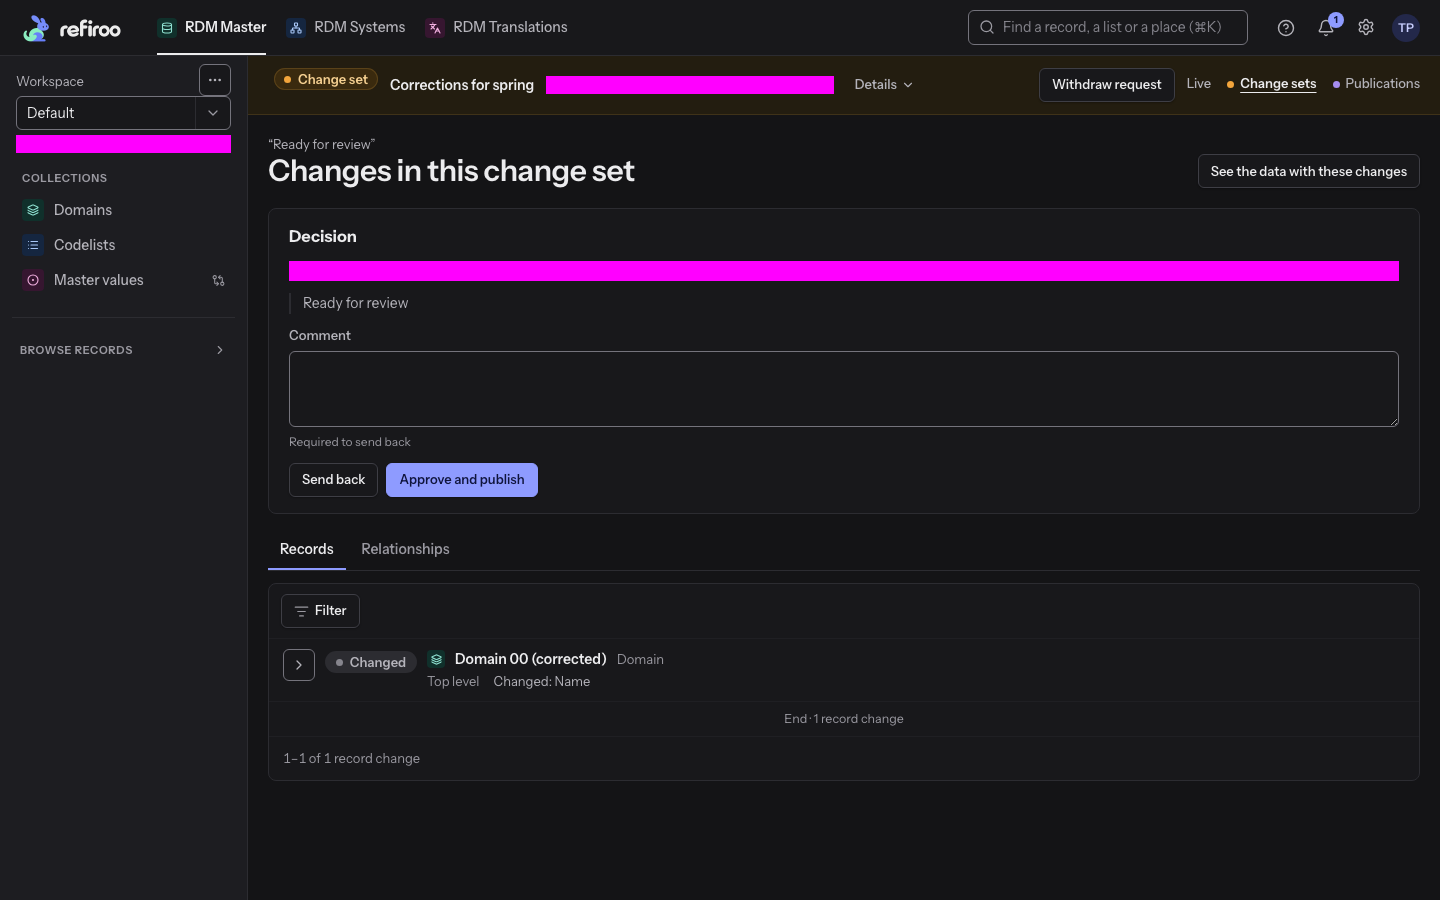 refiroo
RDM Master
RDM Systems
RDM Translations
Find a record, a list or a place (⌘K)
1
TP
Workspace
Default
COLLECTIONS
Domains
Codelists
Master values
BROWSE RECORDS
Change set
Corrections for spring
Details
Withdraw request
Live
Change sets
Publications
“Ready for review”
Changes in this change set
See the data with these changes
Decision
Ready for review
Comment
Required to send back
Send back
Approve and publish
Records
Relationships
Filter
Changed
Domain 00 (corrected) Domain
Top level Changed: Name
End · 1 record change
1–1 of 1 record change